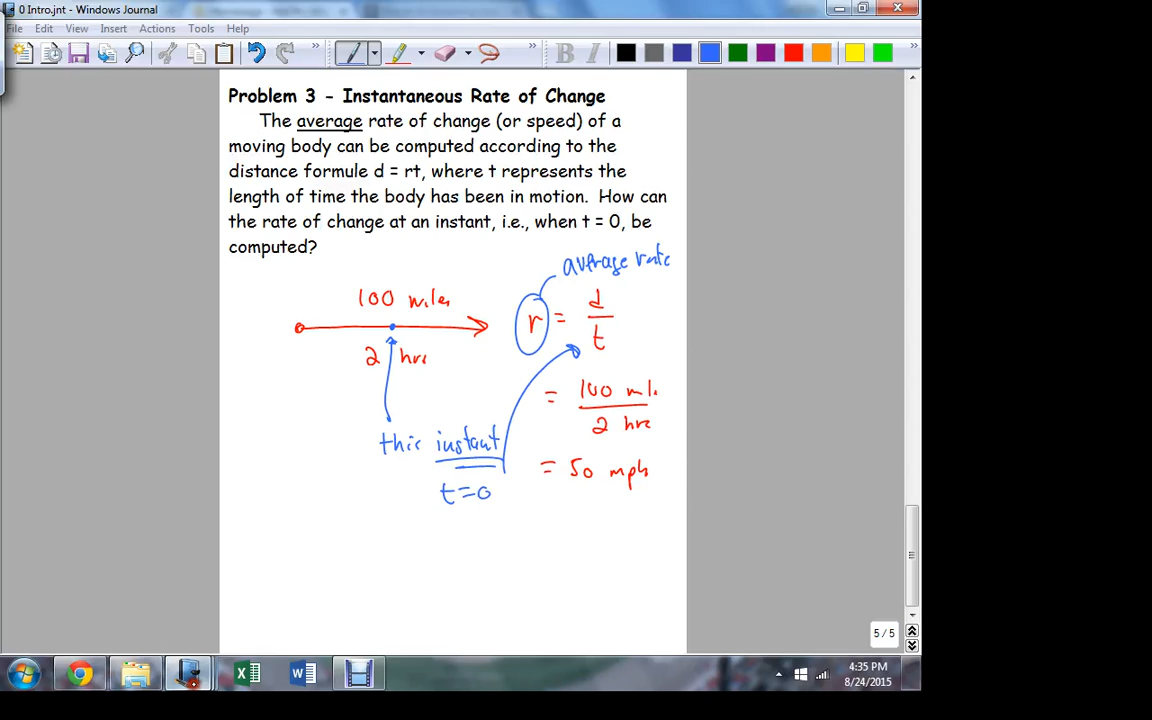 0 Intro.jnt - Windows Journal
File Edit View Insert Actions Tools Help
B I
Problem 3 - Instantaneous Rate of Change
The average rate of change (or speed) of a
moving body can be computed according to the
distance formula d = rt, where t represents the
length of time the body has been in motion. How can
the rate of change at an instant, i.e., when t = 0, be
computed?
average rate
100 miles
r = d
t
2 hrs
= 100 mi.
2 hrs
this instant
= 50 mph
t=0
5 / 5
4:35 PM
8/24/2015